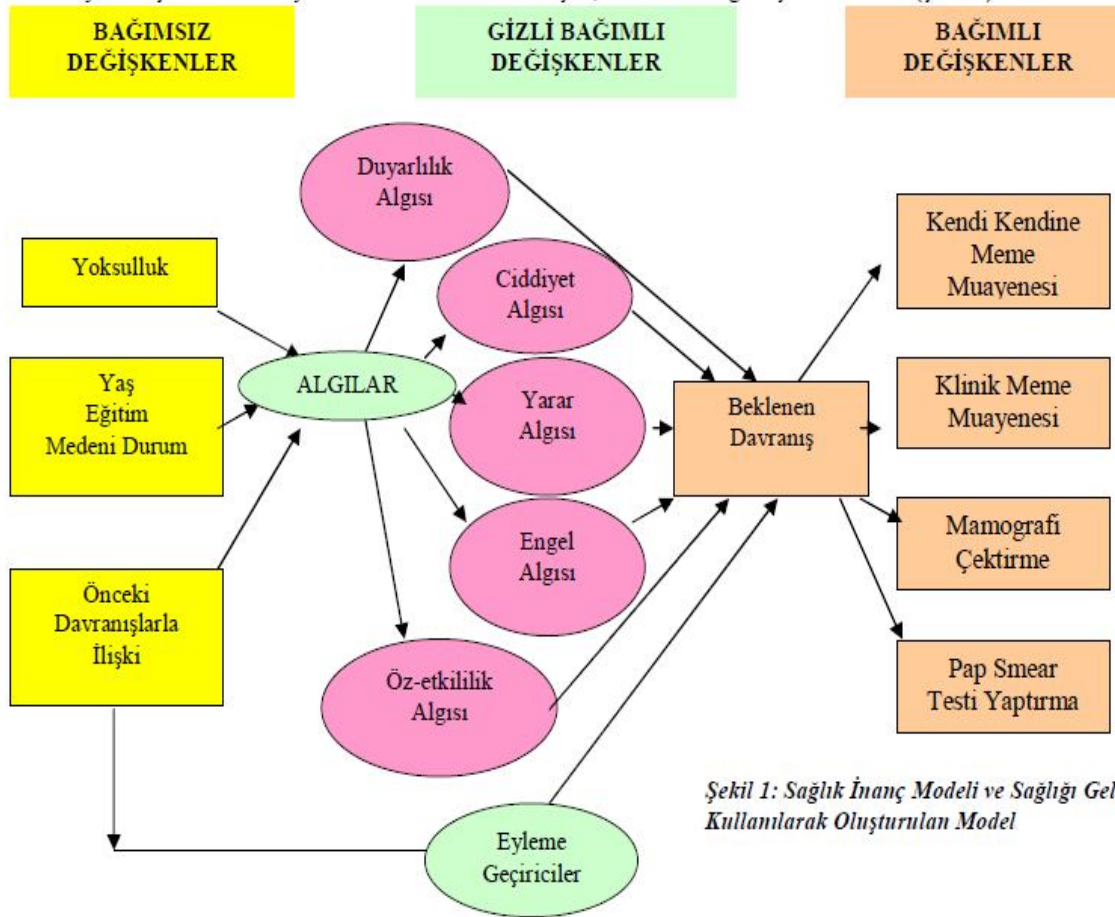 BAĞIMSIZ
DEĞİŞKENLER
GİZLİ BAĞIMLI
DEĞİŞKENLER
BAĞIMLI
DEĞİŞKENLER
Duyarlılık
Algısı
Yoksulluk
Ciddiyet
Algısı
Kendi Kendine
Meme
Muayenesi
Yaş
Eğitim
Medeni Durum
ALGILAR
Yarar
Algısı
Beklenen
Davranış
Klinik Meme
Muayenesi
Engel
Algısı
Mamografi
Çektirme
Önceki
Davranışlarla
İlişki
Öz-etkililik
Algısı
Pap Smear
Testi Yaptırma
Eyleme
Geçiriciler
Şekil 1: Sağlık İnanç Modeli ve Sağlığı Gel
Kullanılarak Oluşturulan Model